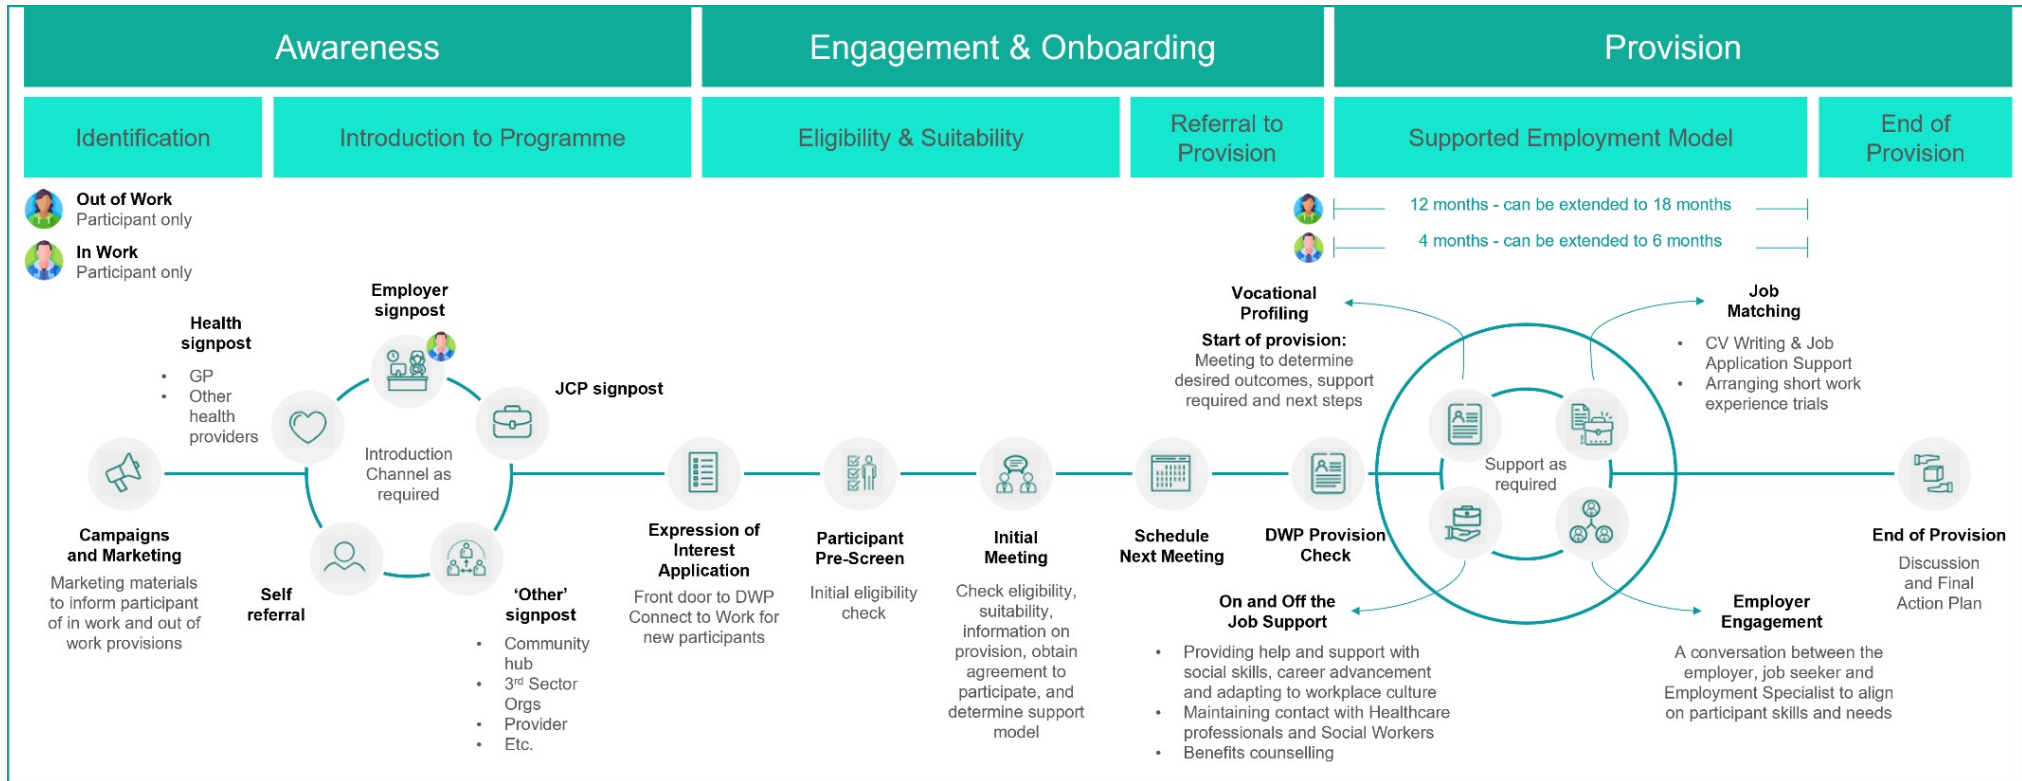 Awareness
Engagement & Onboarding
Provision
Identification
Introduction to Programme
Eligibility & Suitability
Referral to
Provision
Supported Employment Model
End of
Provision
Out of Work
Participant only
In Work
Participant only
12 months - can be extended to 18 months
4 months - can be extended to 6 months
Health
signpost
• GP
• Other
health
providers
Employer
signpost
JCP signpost
Introduction
Channel as
required
Campaigns
and Marketing
Marketing materials
to inform participant
of in work and out of
work provisions
Self
referral
‘Other’
signpost
• Community
hub
• 3rd Sector
Orgs
• Provider
• Etc.
Expression of
Interest
Application
Front door to DWP
Connect to Work for
new participants
Participant
Pre-Screen
Initial eligibility
check
Initial
Meeting
Check eligibility,
suitability,
information on
provision, obtain
agreement to
participate, and
determine support
model
Schedule
Next Meeting
DWP Provision
Check
Vocational
Profiling
Start of provision:
Meeting to determine
desired outcomes, support
required and next steps
Job
Matching
• CV Writing & Job
Application Support
• Arranging short work
experience trials
Support as
required
On and Off the
Job Support
• Providing help and support with
social skills, career advancement
and adapting to workplace culture
• Maintaining contact with Healthcare
professionals and Social Workers
• Benefits counselling
Employer
Engagement
A conversation between the
employer, job seeker and
Employment Specialist to align
on participant skills and needs
End of Provision
Discussion
and Final
Action Plan